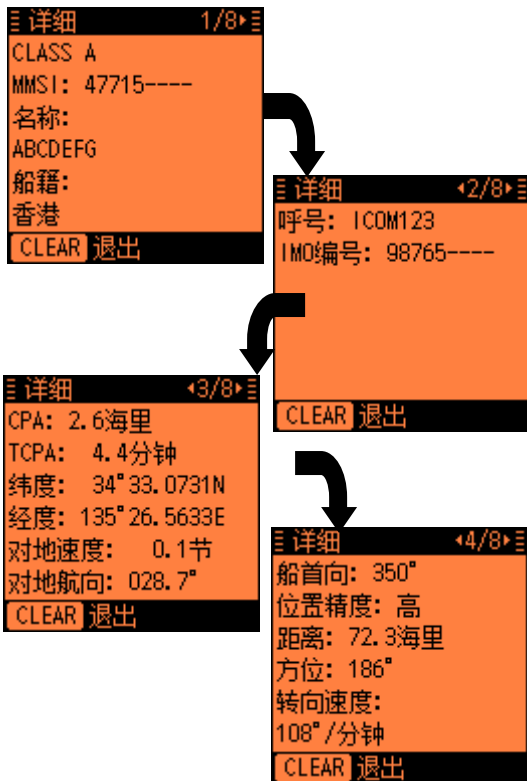 详细 1/8
CLASS A
MMSI: 47715----
名称:
ABCDEFG
船籍:
香港
CLEAR 退出
详细 2/8
呼号: ICOM123
IMO编号: 98765----
CLEAR 退出
详细 3/8
CPA: 2.6海里
TCPA: 4.4分钟
纬度: 34°33.0731N
经度: 135°26.5633E
对地速度: 0.1节
对地航向: 028.7°
CLEAR 退出
详细 4/8
船首向: 350°
位置精度: 高
距离: 72.3海里
方位: 186°
转向速度:
108°/分钟
CLEAR 退出